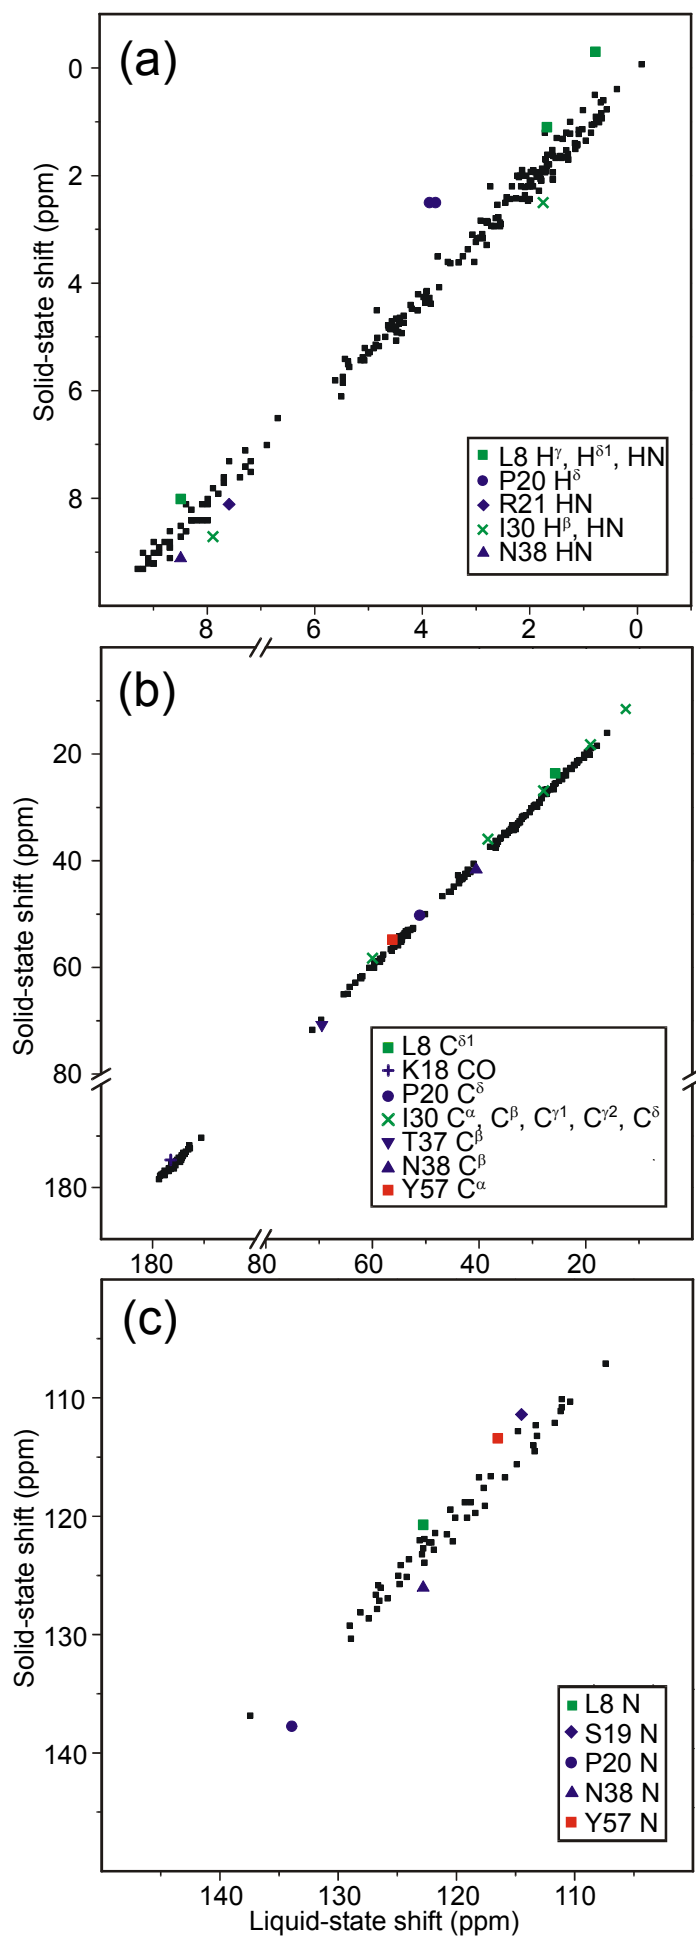 (a)
Solid-state shift (ppm)
0
2
4
6
8
L8 Hᵞ, Hᵟ¹, HN
P20 Hᵟ
R21 HN
I30 Hᵝ, HN
N38 HN
8 6 4 2 0
(b)
Solid-state shift (ppm)
20
40
60
80
180
L8 Cᵟ¹
K18 CO
P20 Cᵟ
I30 Cᵅ, Cᵝ, Cᵞ¹, Cᵞ², Cᵟ
T37 Cᵝ
N38 Cᵝ
Y57 Cᵅ
180 80 60 40 20
(c)
Solid-state shift (ppm)
110
120
130
140
L8 N
S19 N
P20 N
N38 N
Y57 N
140 130 120 110
Liquid-state shift (ppm)